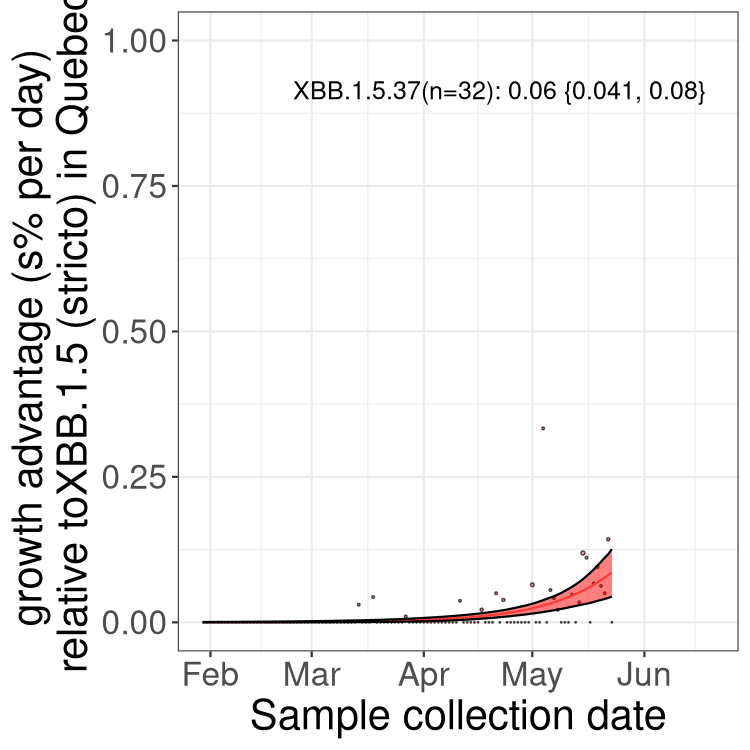 growth advantage (s% per day)
relative toXBB.1.5 (stricto) in Quebec
1.00
0.75
0.50
0.25
0.00
XBB.1.5.37(n=32): 0.06 {0.041, 0.08}
Feb Mar Apr May Jun
Sample collection date